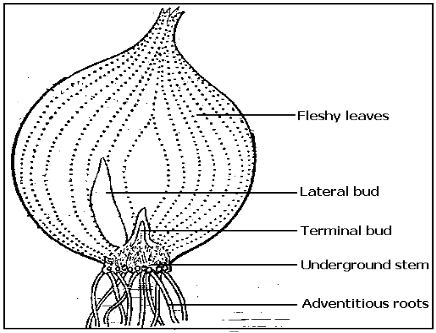 Fleshy leaves
Lateral bud
Terminal bud
Underground stem
Adventitious roots